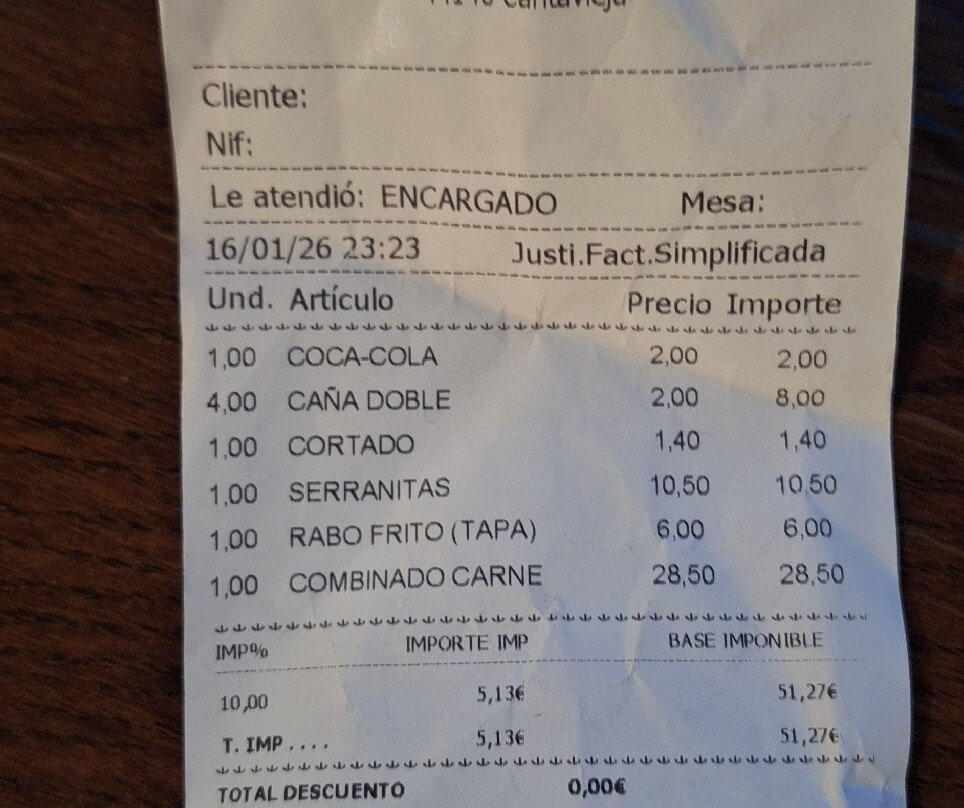 Cliente:
Nif:
Le atendió: ENCARGADO Mesa:
16/01/26 23:23 Justi.Fact.Simplificada
Und. Artículo Precio Importe
1,00 COCA-COLA 2,00 2,00
4,00 CAÑA DOBLE 2,00 8,00
1,00 CORTADO 1,40 1,40
1,00 SERRANITAS 10,50 10,50
1,00 RABO FRITO (TAPA) 6,00 6,00
1,00 COMBINADO CARNE 28,50 28,50
IMP% IMPORTE IMP BASE IMPONIBLE
10,00 5,13€ 51,27€
T. IMP .... 5,13€ 51,27€
TOTAL DESCUENTO 0,00€